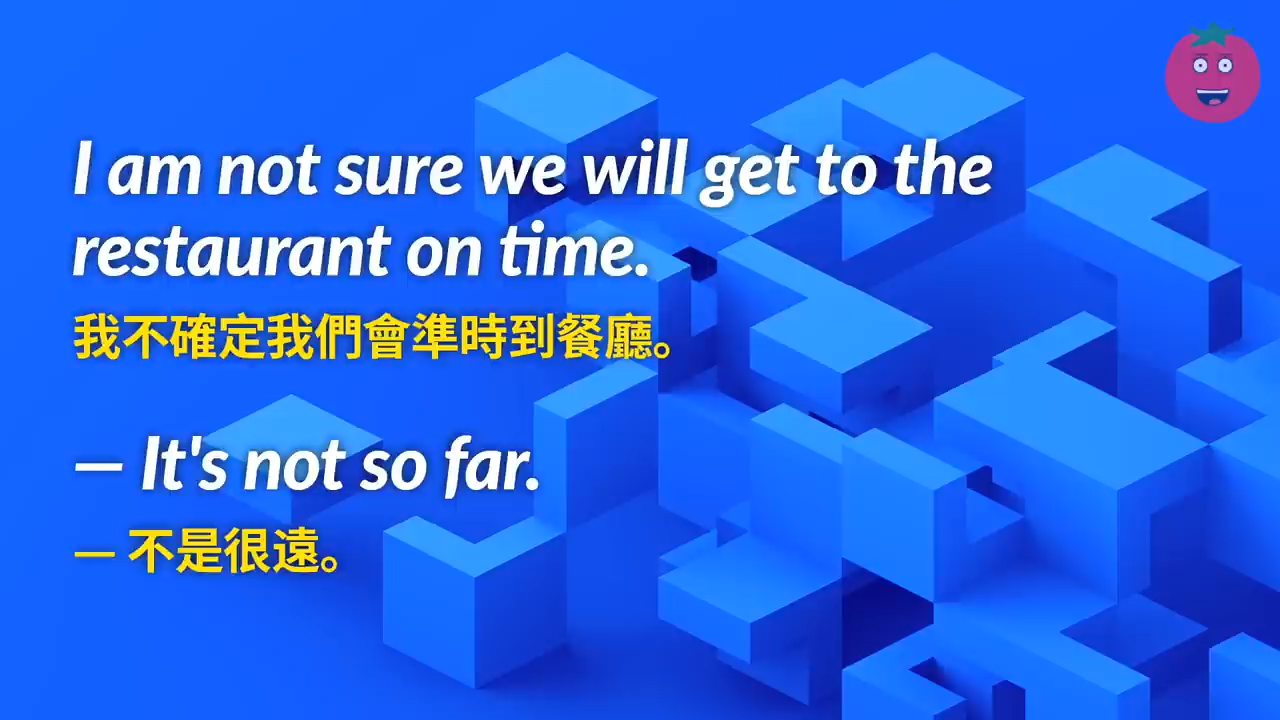 I am not sure we will get to the
restaurant on time.
我不確定我們會準時到餐廳。
— It's not so far.
— 不是很遠。